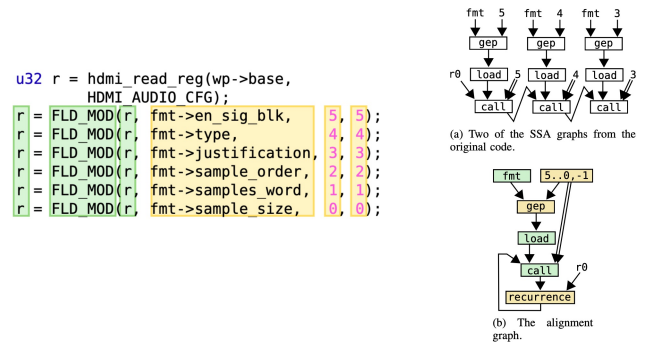 u32 r = hdmi_read_reg(wp->base,
HDMI_AUDIO_CFG);
r = FLD_MOD(r, fmt->en_sig_blk, 5, 5);
r = FLD_MOD(r, fmt->type, 4, 4);
r = FLD_MOD(r, fmt->justification, 3, 3);
r = FLD_MOD(r, fmt->sample_order, 2, 2);
r = FLD_MOD(r, fmt->samples_word, 1, 1);
r = FLD_MOD(r, fmt->sample_size, 0, 0);
fmt 5 fmt 4 fmt 3
gep gep gep
r0 load 5 load 4 load 3
call call call
(a) Two of the SSA graphs from the
original code.
fmt 5..0,-1
gep
load
call r0
recurrence
(b) The alignment
graph.